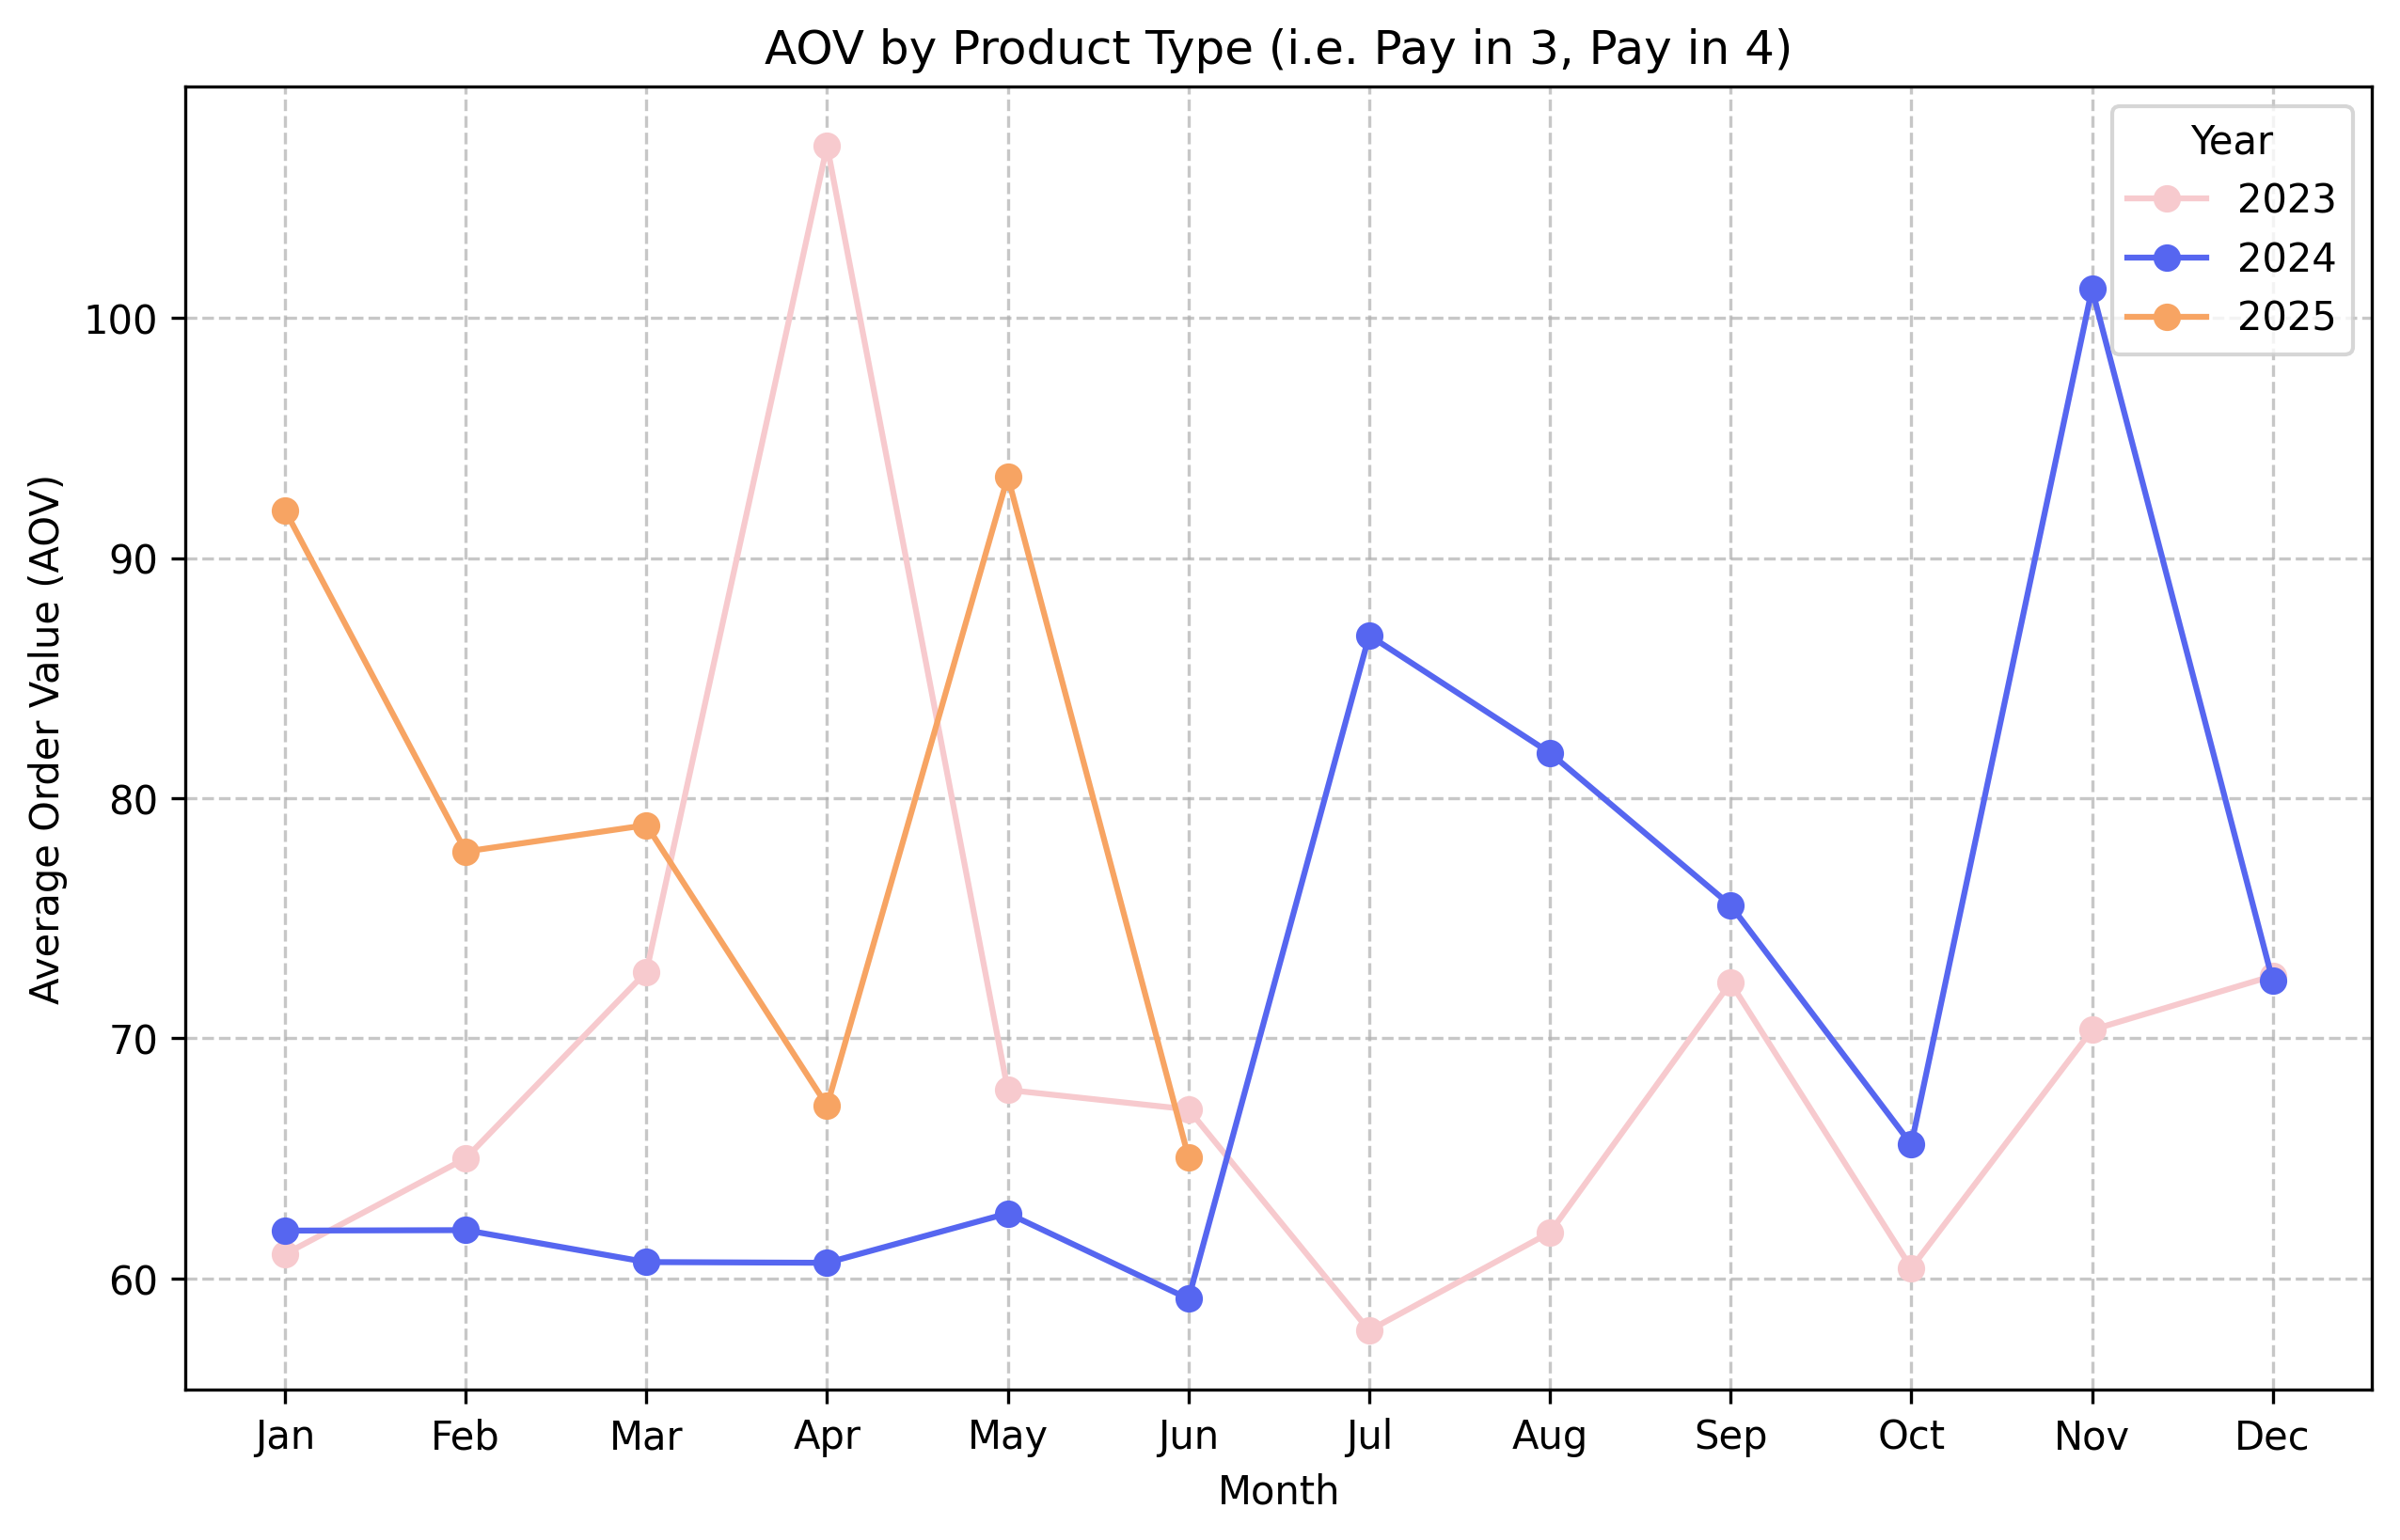 AOV by Product Type (i.e. Pay in 3, Pay in 4)
Year
2023
2024
2025
Average Order Value (AOV)
100
90
80
70
60
Jan Feb Mar Apr May Jun Jul Aug Sep Oct Nov Dec
Month